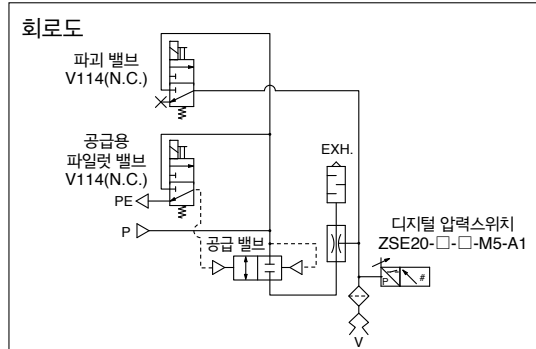 회로도
파괴 밸브
V114(N.C.)
공급용
파일럿 밸브
V114(N.C.)
PE
P
공급 밸브
EXH.
디지털 압력스위치
ZSE20-□-□-M5-A1
P
#
V